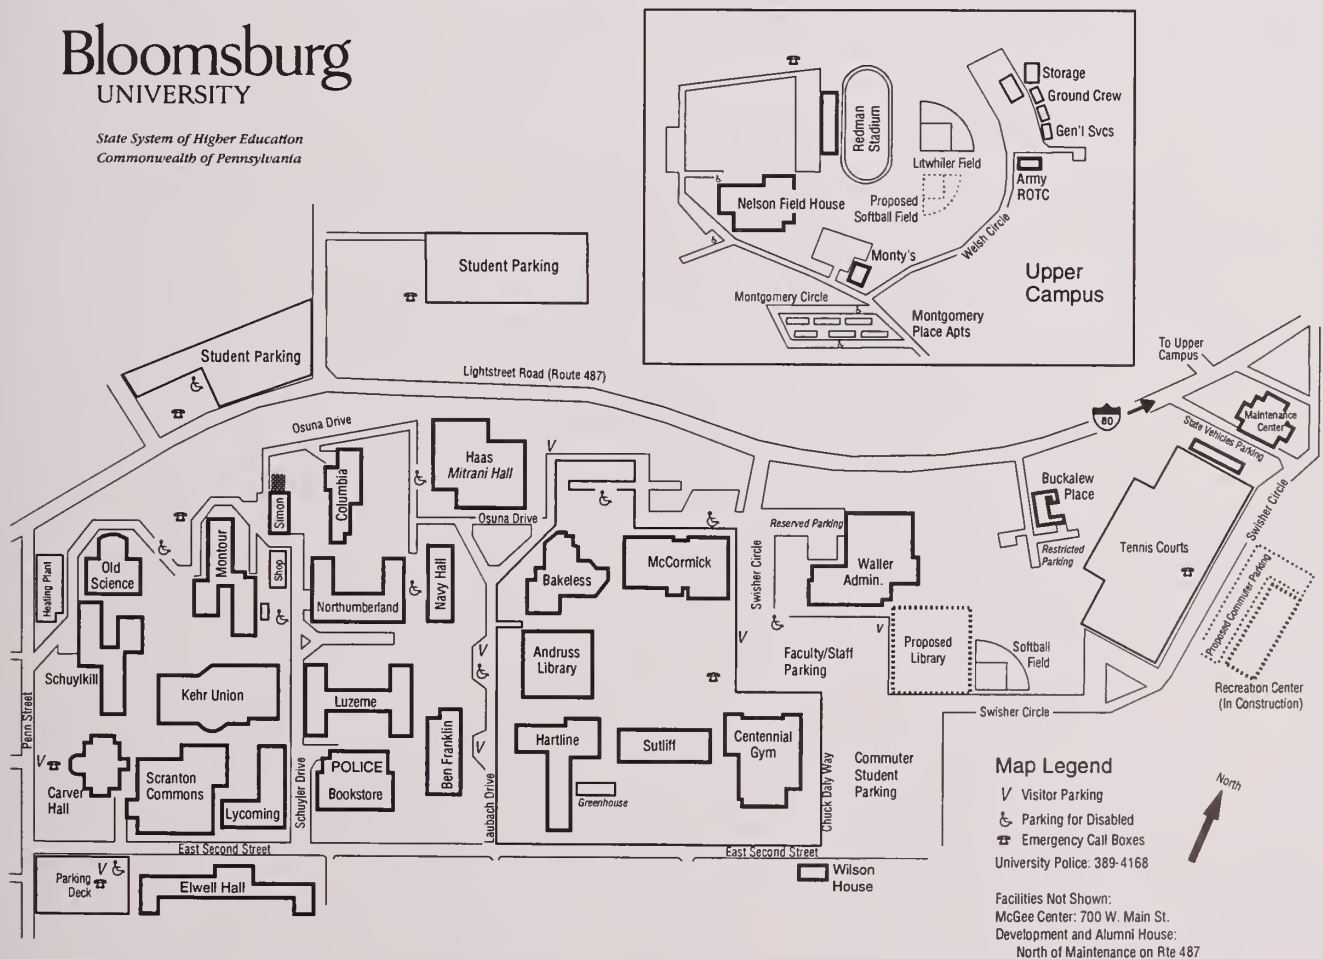 Bloomsburg
UNIVERSITY
State System of Higher Education
Commonwealth of Pennsylvania
Storage
Ground Crew
Gen'l Svcs
Redman
Stadium
Litwhiler Field
Army
ROTC
Nelson Field House
Proposed
Softball Field
Welsh Circle
Monty's
Upper
Campus
Montgomery Circle
Montgomery
Place Apts
Student Parking
Student Parking
To Upper
Campus
Lightstreet Road (Route 487)
80
Maintenance
Center
State Vehicles Parking
Osuna Drive
Haas
Mitrani Hall
V
Columbia
Simon
Osuna Drive
Buckalew
Place
Swisher Circle
Reserved Parking
Tennis Courts
Restricted
Parking
Heating Plant
Old
Science
Montour
Shop
Northumberland
Navy Hall
Bakeless
McCormick
Swisher Circle
Waller
Admin.
Proposed Commuter Parking
V
V
V
Schuylkill
Kehr Union
Luzerne
Andruss
Library
Faculty/Staff
Parking
Proposed
Library
Softball
Field
Recreation Center
(In Construction)
Swisher Circle
Penn Street
Ben Franklin
V
Hartline
Sutliff
Centennial
Gym
V
Carver
Hall
Scranton
Commons
Lycoming
Schuyler Drive
POLICE
Bookstore
Laubach Drive
Greenhouse
Chuck Daly Way
Commuter
Student
Parking
Map Legend
V Visitor Parking
Parking for Disabled
Emergency Call Boxes
University Police: 389-4168
North
East Second Street
East Second Street
Parking
Deck
V
Elwell Hall
Wilson
House
Facilities Not Shown:
McGee Center: 700 W. Main St.
Development and Alumni House:
North of Maintenance on Rte 487